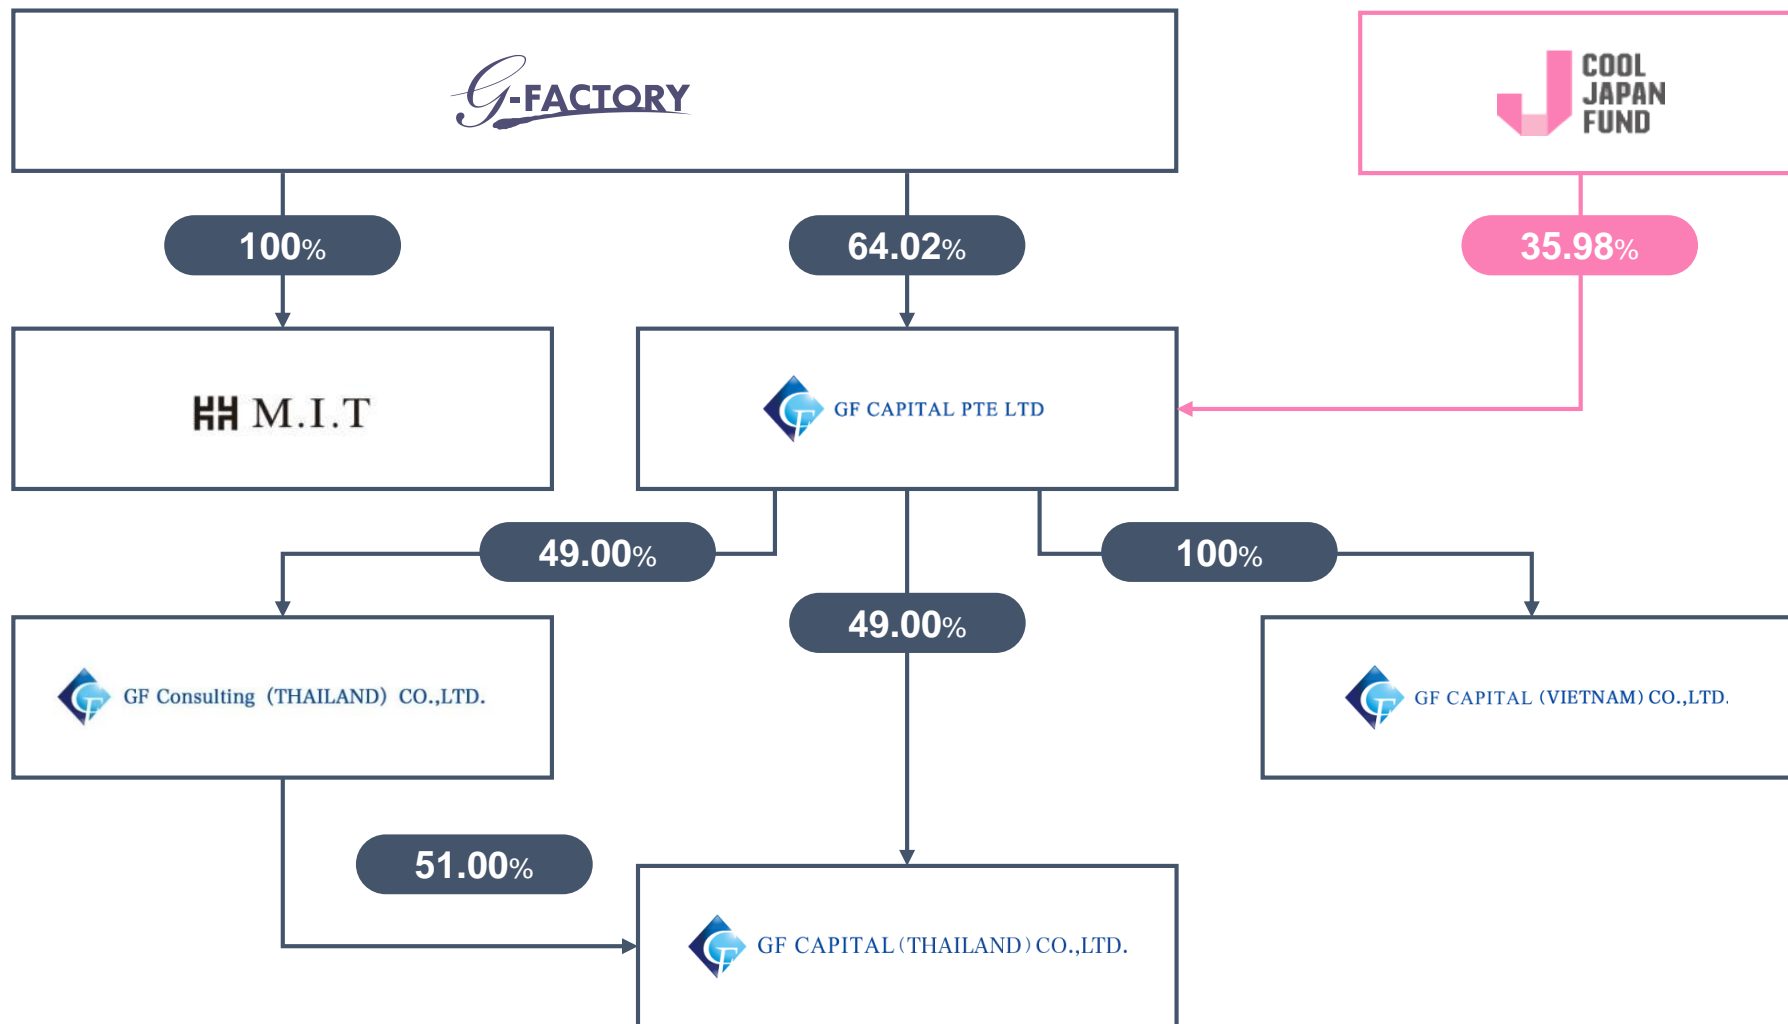 G-FACTORY
COOL
JAPAN
FUND
100%
64.02%
35.98%
M.I.T
GF CAPITAL PTE LTD
49.00%
100%
49.00%
GF Consulting (THAILAND) CO.,LTD.
GF CAPITAL (VIETNAM) CO.,LTD.
51.00%
GF CAPITAL (THAILAND) CO.,LTD.